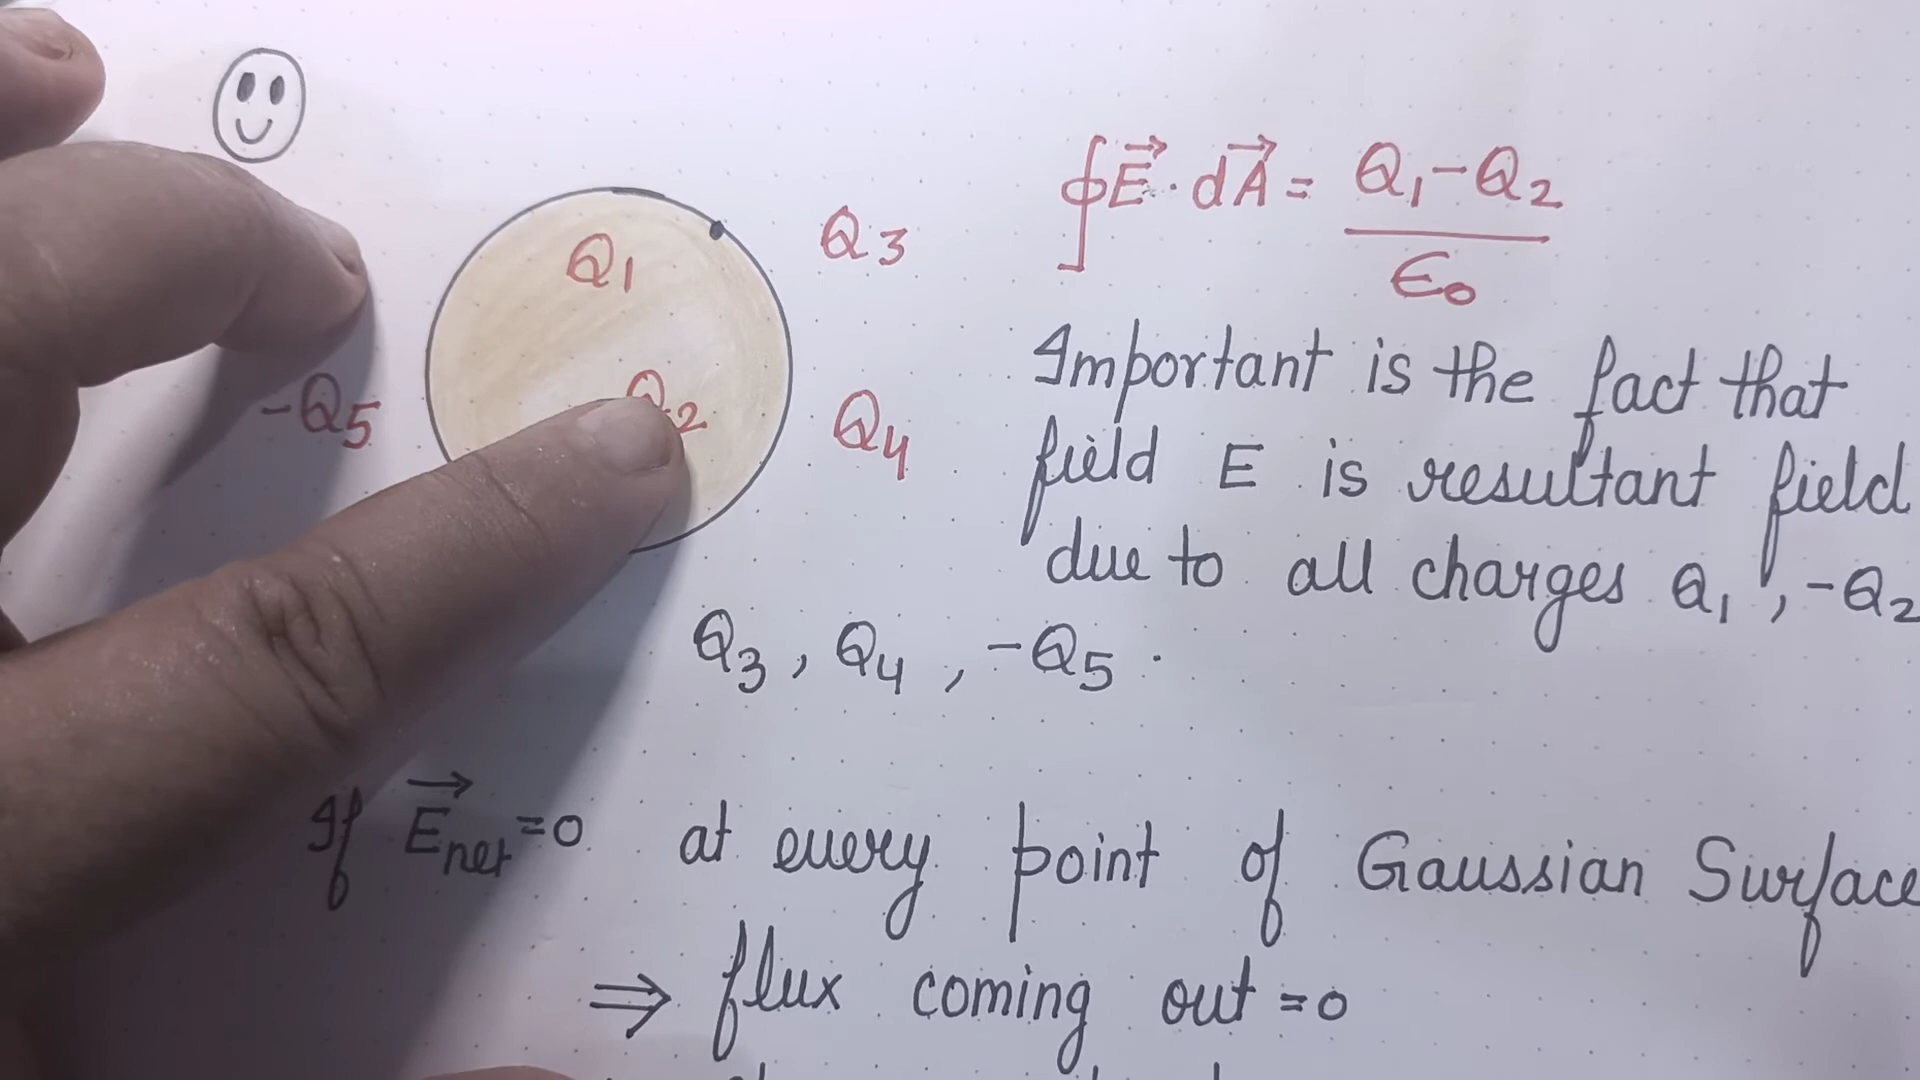 Q1
Q2
Q3
Q4
-Q5
∮E⃗ · dA⃗ = Q1-Q2
ϵ0
Important is the fact that
field E is resultant field
due to all charges Q1, -Q2
Q3, Q4, -Q5.
If E⃗net=0 at every point of Gaussian Surface
⇒ flux coming out = 0